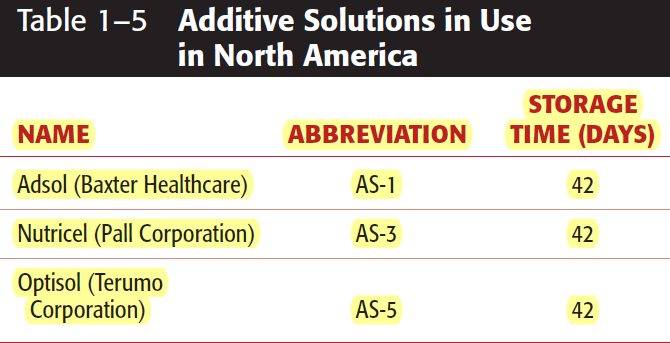 Table 1–5 Additive Solutions in Use
in North America
STORAGE
NAME ABBREVIATION TIME (DAYS)
Adsol (Baxter Healthcare) AS-1 42
Nutricel (Pall Corporation) AS-3 42
Optisol (Terumo
Corporation) AS-5 42